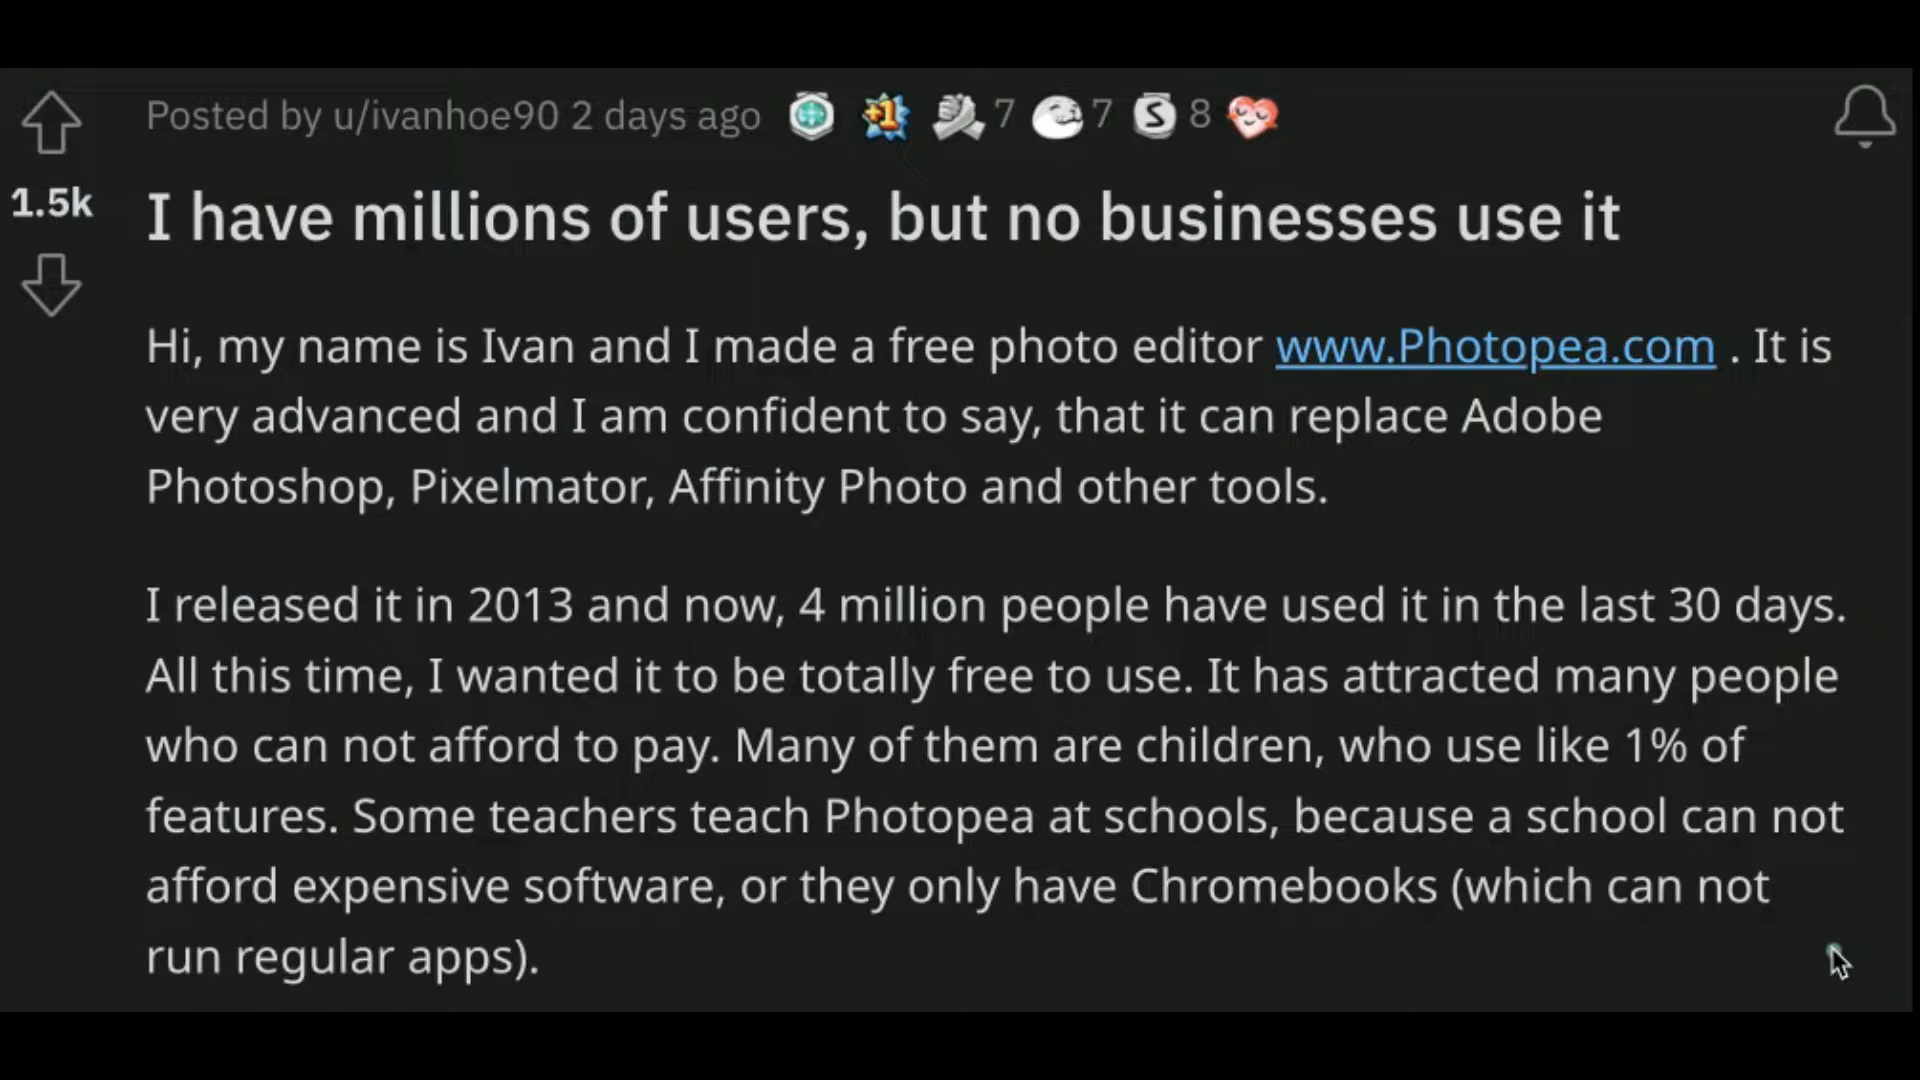 Posted by u/ivanhoe90 2 days ago 7 7 8
1.5k
I have millions of users, but no businesses use it
Hi, my name is Ivan and I made a free photo editor www.Photopea.com . It is
very advanced and I am confident to say, that it can replace Adobe
Photoshop, Pixelmator, Affinity Photo and other tools.
I released it in 2013 and now, 4 million people have used it in the last 30 days.
All this time, I wanted it to be totally free to use. It has attracted many people
who can not afford to pay. Many of them are children, who use like 1% of
features. Some teachers teach Photopea at schools, because a school can not
afford expensive software, or they only have Chromebooks (which can not
run regular apps).